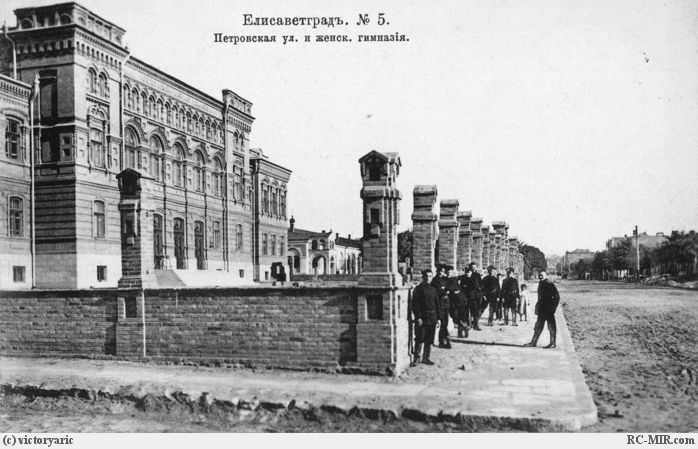 Елисаветградъ. № 5.
Петровская ул. и женск. гимназія.
(c) victoryaric
RC-MIR.com